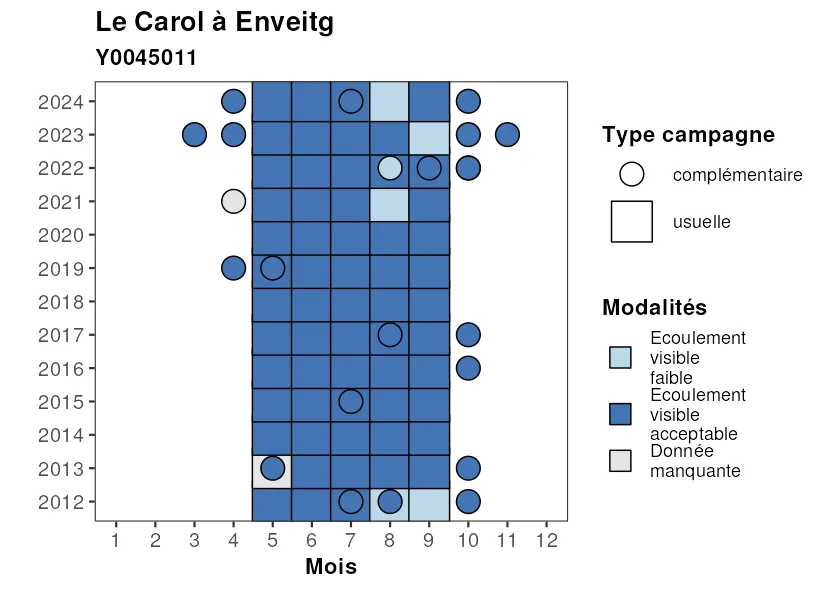 Le Carol à Enveitg
Y0045011
2024
2023
2022
2021
2020
2019
2018
2017
2016
2015
2014
2013
2012
1 2 3 4 5 6 7 8 9 10 11 12
Mois
Type campagne
complémentaire
usuelle
Modalités
Ecoulement
visible
faible
Ecoulement
visible
acceptable
Donnée
manquante